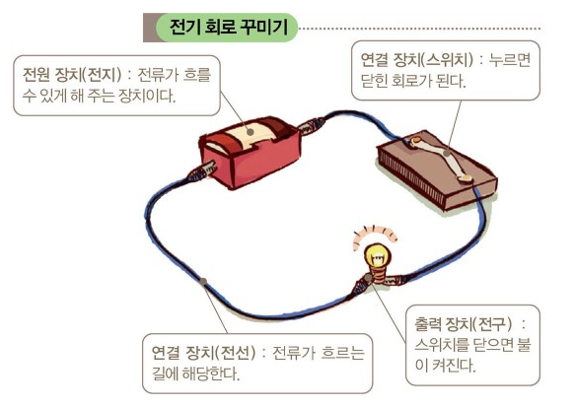 전기 회로 꾸미기
전원 장치(전지) : 전류가 흐를
수 있게 해 주는 장치이다.
연결 장치(스위치) : 누르면
닫힌 회로가 된다.
연결 장치(전선) : 전류가 흐르는
길에 해당한다.
출력 장치(전구) :
스위치를 닫으면 불
이 켜진다.